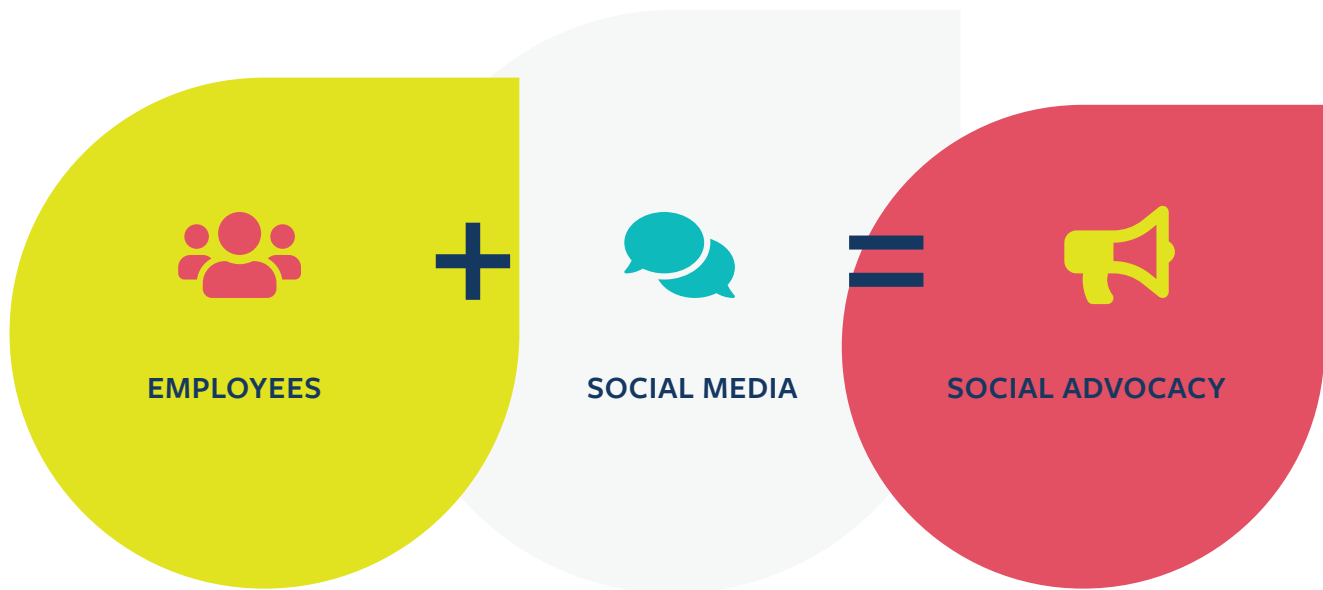 +
=
EMPLOYEES
SOCIAL MEDIA
SOCIAL ADVOCACY